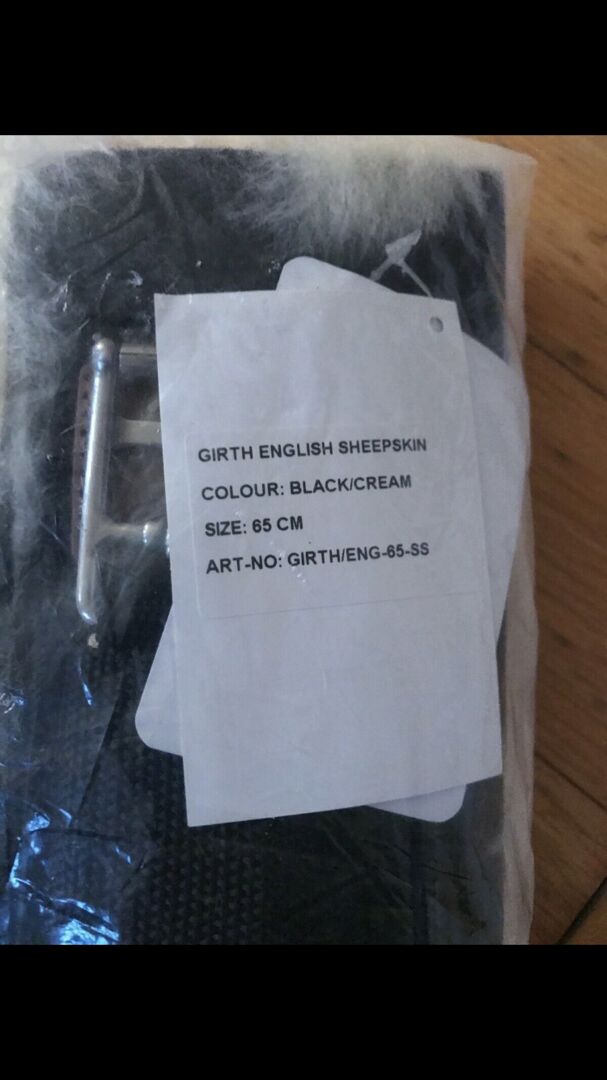 GIRTH ENGLISH SHEEPSKIN
COLOUR: BLACK/CREAM
SIZE: 65 CM
ART-NO: GIRTH/ENG-65-SS